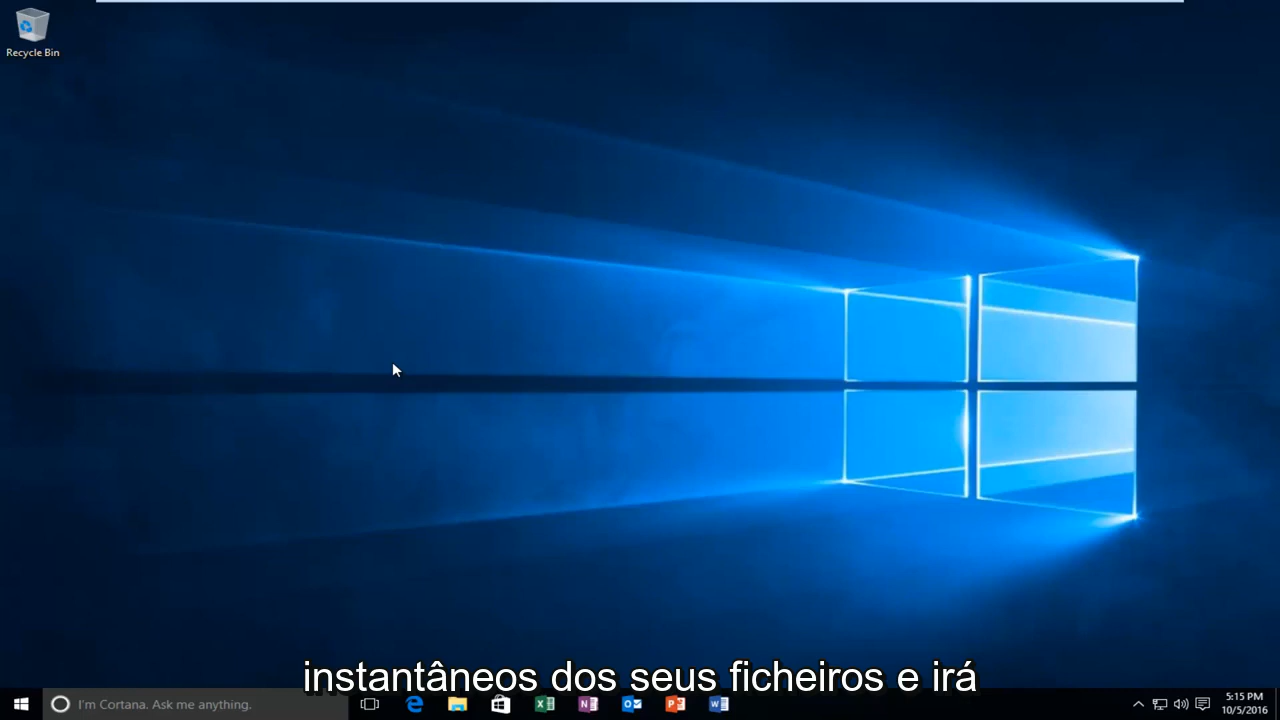 Recycle Bin
instantâneos dos seus ficheiros e irá
I'm Cortana. Ask me anything.
5:15 PM
10/5/2016